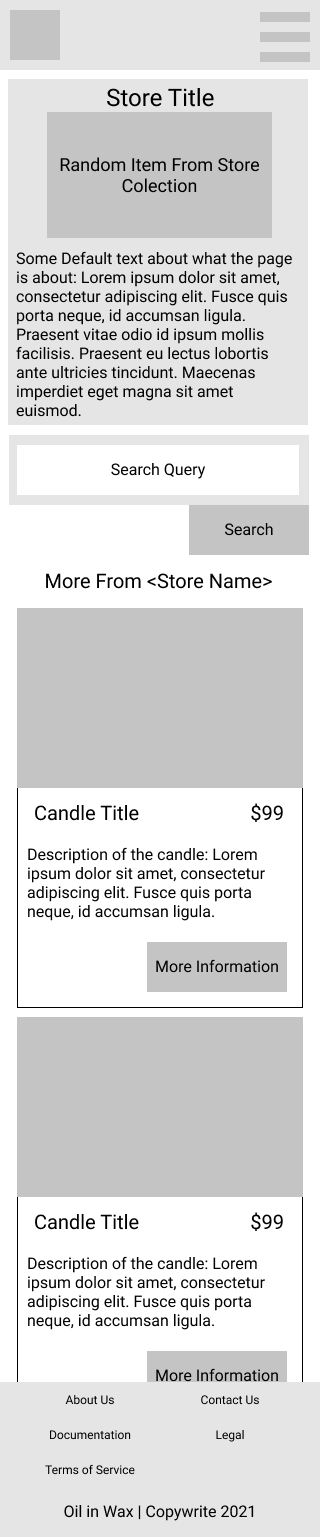 Store Title
Random Item From Store
Colection
Some Default text about what the page
is about: Lorem ipsum dolor sit amet,
consectetur adipiscing elit. Fusce quis
porta neque, id accumsan ligula.
Praesent vitae odio id ipsum mollis
facilisis. Praesent eu lectus lobortis
ante ultricies tincidunt. Maecenas
imperdiet eget magna sit amet
euismod.
Search Query
Search
More From <Store Name>
Candle Title $99
Description of the candle: Lorem
ipsum dolor sit amet, consectetur
adipiscing elit. Fusce quis porta
neque, id accumsan ligula.
More Information
Candle Title $99
Description of the candle: Lorem
ipsum dolor sit amet, consectetur
adipiscing elit. Fusce quis porta
neque, id accumsan ligula.
More Information
About Us Contact Us
Documentation Legal
Terms of Service
Oil in Wax | Copywrite 2021